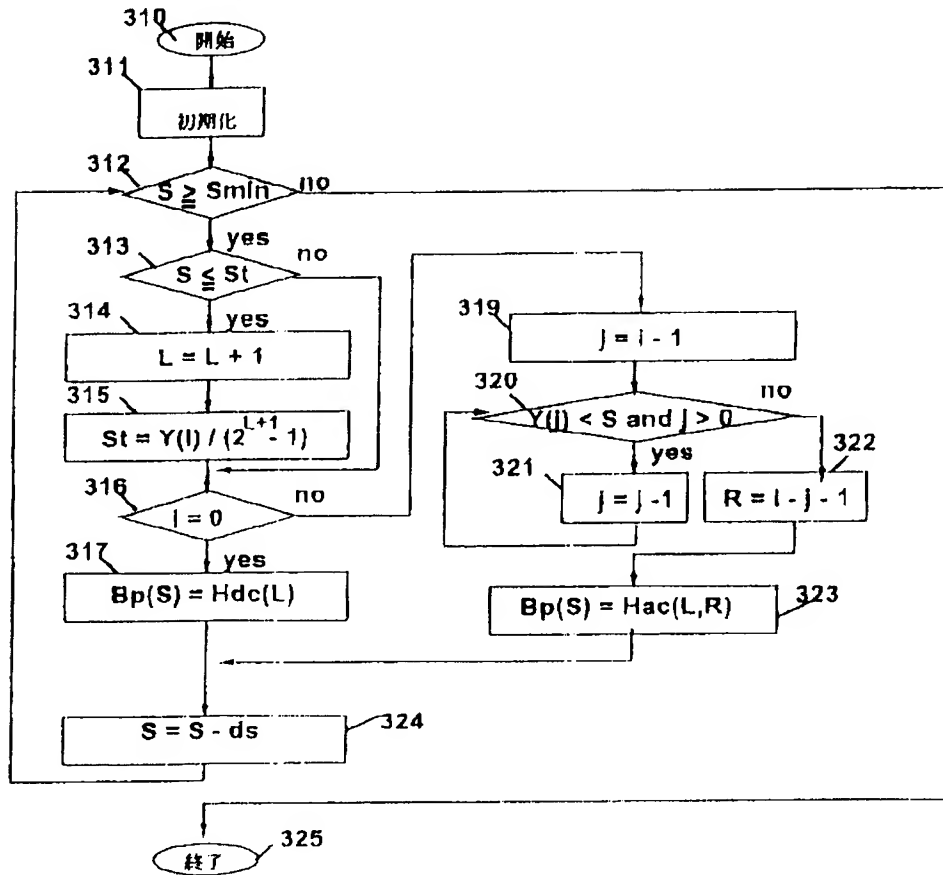 310
開始
311
初期化
312
S ≧ Smin
no
yes
313
S ≦ St
no
yes
314
L = L + 1
315
St = Y(i) / (2^{L+1} - 1)
316
i = 0
no
yes
317
Bp(S) = Hdc(L)
319
j = i - 1
320
Y(j) < S and j > 0
no
yes
321
j = j - 1
322
R = i - j - 1
Bp(S) = Hac(L,R)
323
S = S - ds
324
終了
325